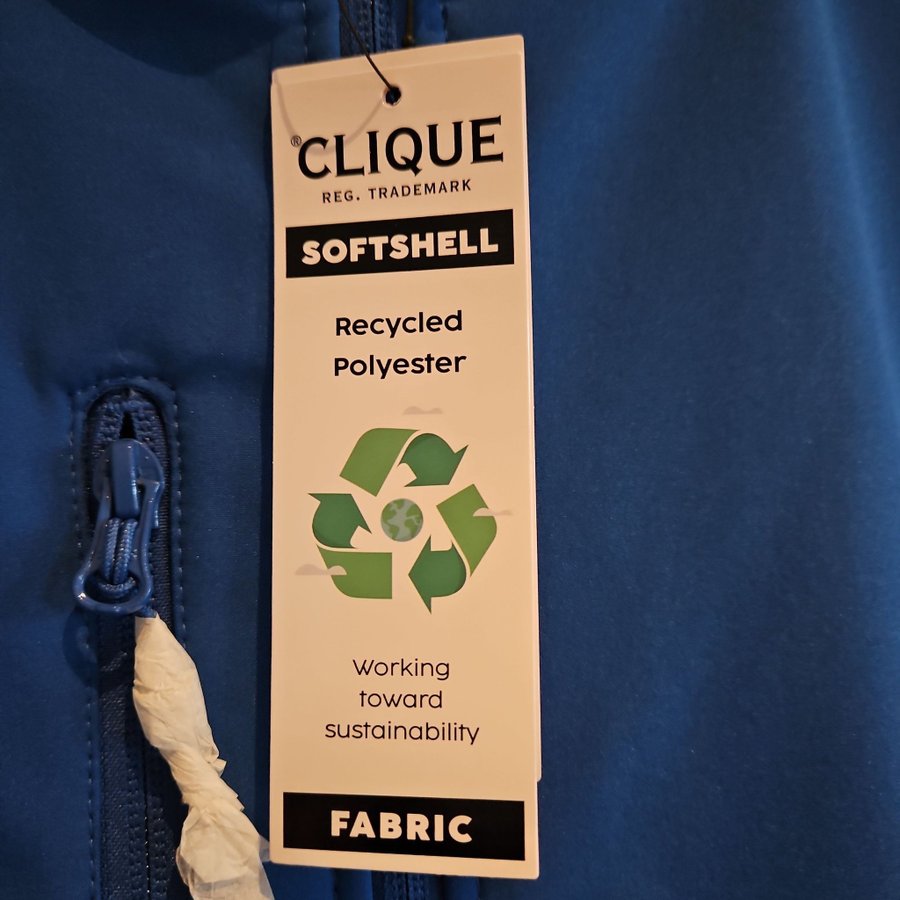 ®CLIQUE
REG. TRADEMARK
SOFTSHELL
Recycled
Polyester
Working
toward
sustainability
FABRIC